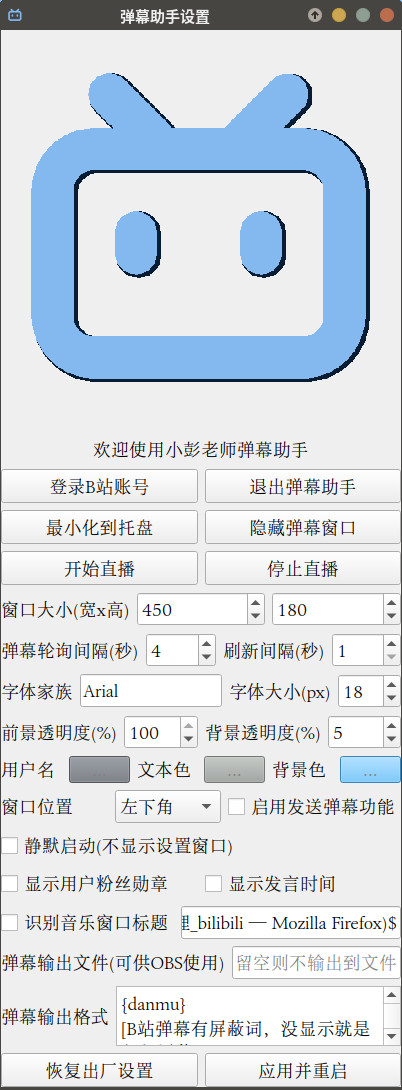 弹幕助手设置
欢迎使用小彭老师弹幕助手
登录B站账号 退出弹幕助手
最小化到托盘 隐藏弹幕窗口
开始直播 停止直播
窗口大小(宽x高) 450 180
弹幕轮询间隔(秒) 4 刷新间隔(秒) 1
字体家族 Arial 字体大小(px) 18
前景透明度(%) 100 背景透明度(%) 5
用户名 ... 文本色 ... 背景色 ...
窗口位置 左下角 启用发送弹幕功能
静默启动(不显示设置窗口)
显示用户粉丝勋章 显示发言时间
识别音乐窗口标题 _bilibili — Mozilla Firefox)$
弹幕输出文件(可供OBS使用) 留空则不输出到文件
弹幕输出格式 {danmu}
[B站弹幕有屏蔽词，没显示就是
恢复出厂设置 应用并重启